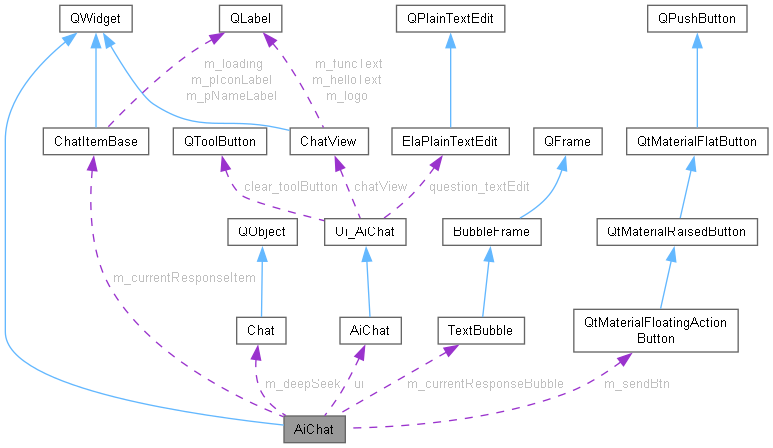 QWidget
QLabel
QPlainTextEdit
QPushButton
m_loading
m_pIconLabel
m_pNameLabel
m_funcText
m_helloText
m_logo
ChatItemBase
QToolButton
ChatView
ElaPlainTextEdit
QFrame
QtMaterialFlatButton
clear_toolButton
chatView
question_textEdit
QObject
Ui_AiChat
BubbleFrame
QtMaterialRaisedButton
m_currentResponseItem
Chat
AiChat
TextBubble
QtMaterialFloatingAction
Button
m_deepSeek
ui
m_currentResponseBubble
m_sendBtn
AiChat